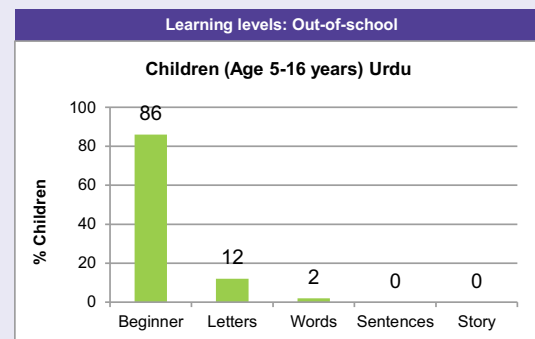 Learning levels: Out-of-school
Children (Age 5-16 years) Urdu
% Children
100
80
60
40
20
0
86
12
2
0
0
Beginner
Letters
Words
Sentences
Story